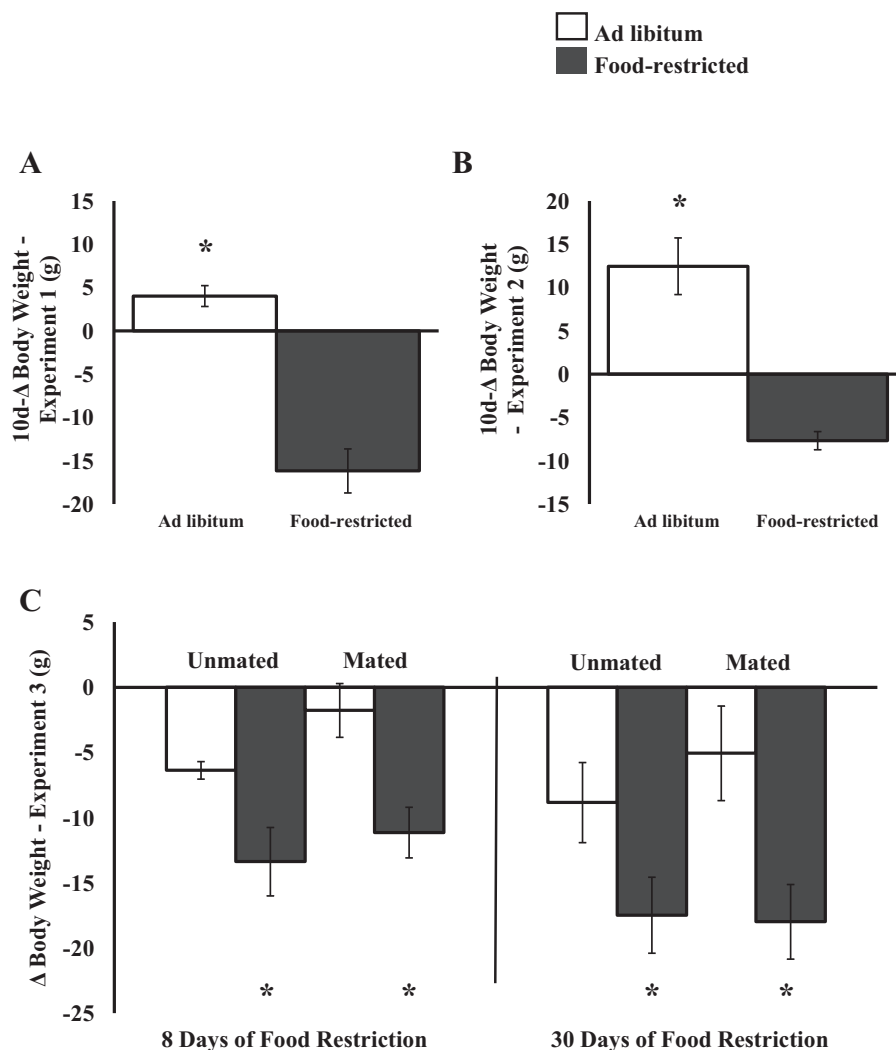 Ad libitum
Food-restricted
A
10d-Δ Body Weight -
Experiment 1 (g)
15
10
5
0
-5
-10
-15
-20
*
Ad libitum
Food-restricted
B
10d-Δ Body Weight
- Experiment 2 (g)
20
15
10
5
0
-5
-10
-15
*
Ad libitum
Food-restricted
C
Δ Body Weight - Experiment 3 (g)
5
0
-5
-10
-15
-20
-25
Unmated
Mated
Unmated
Mated
*
*
*
*
8 Days of Food Restriction
30 Days of Food Restriction